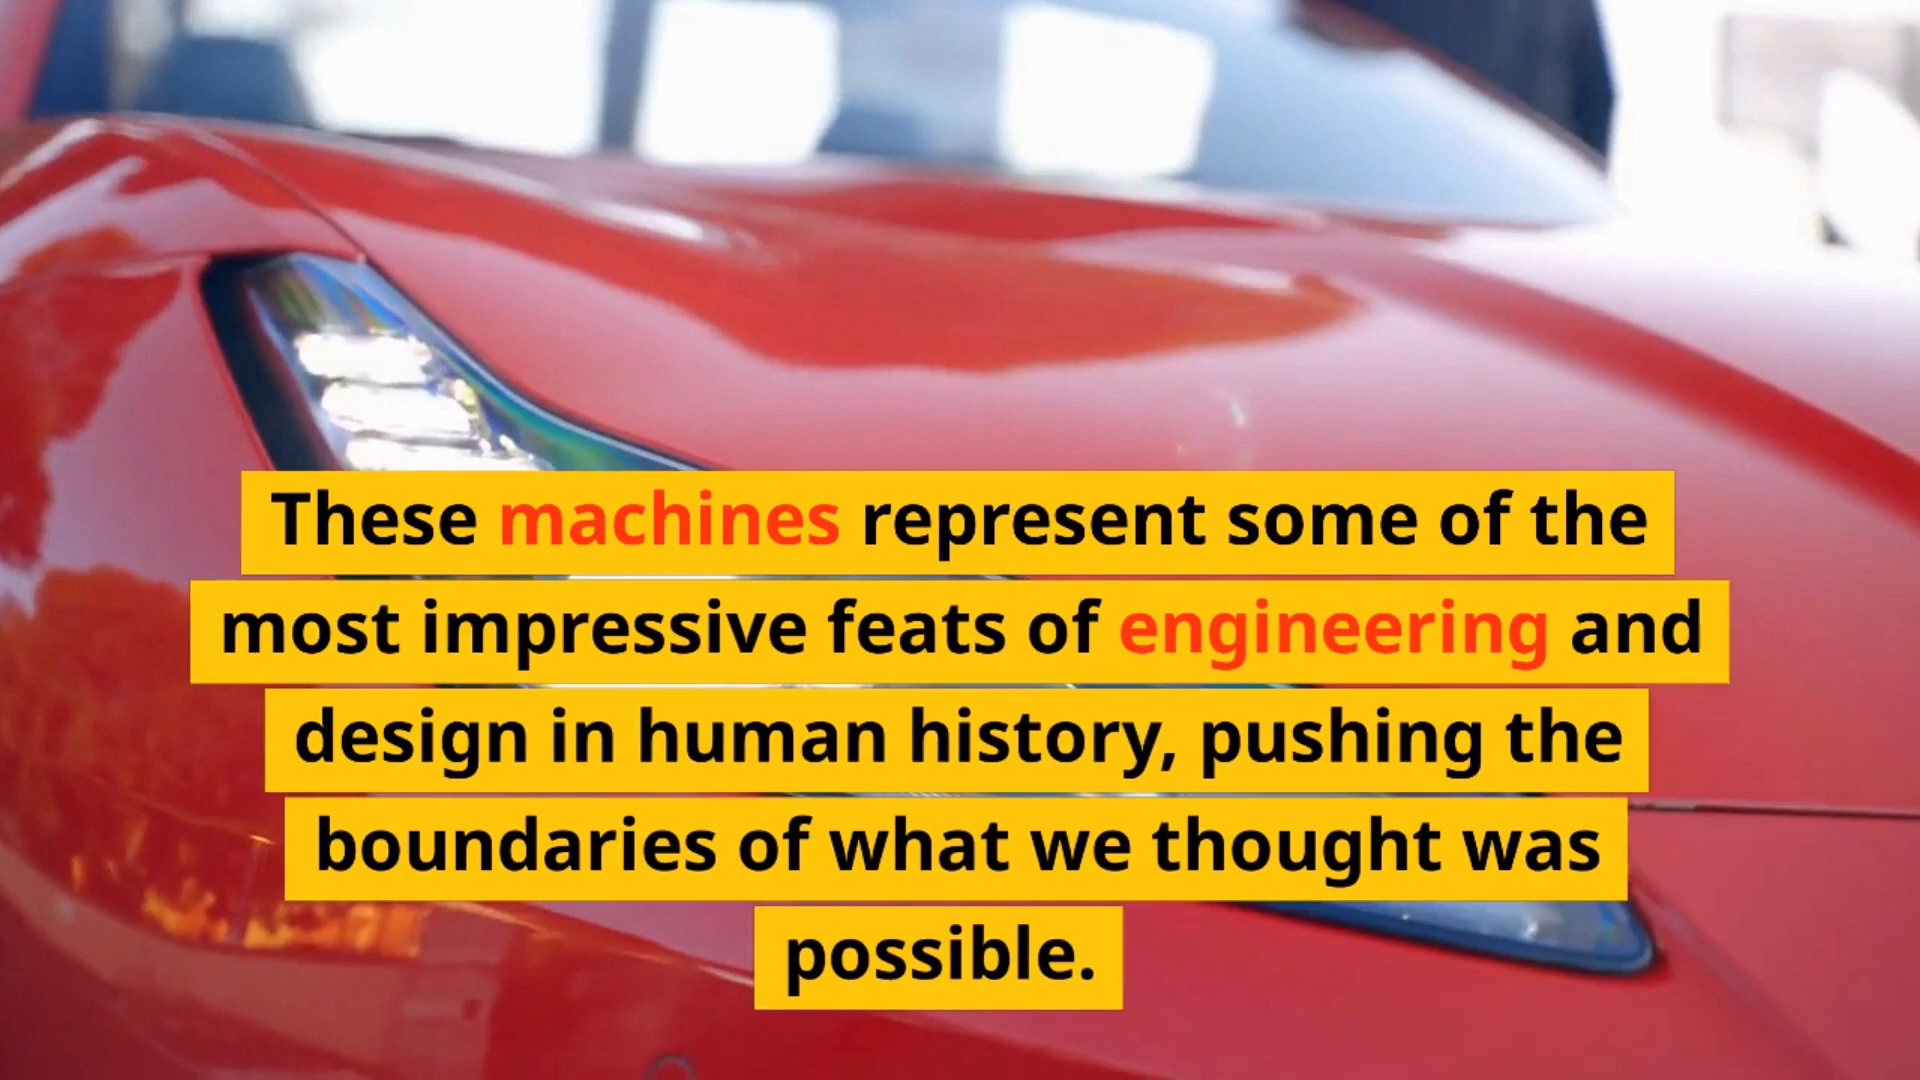 These machines represent some of the
most impressive feats of engineering and
design in human history, pushing the
boundaries of what we thought was
possible.